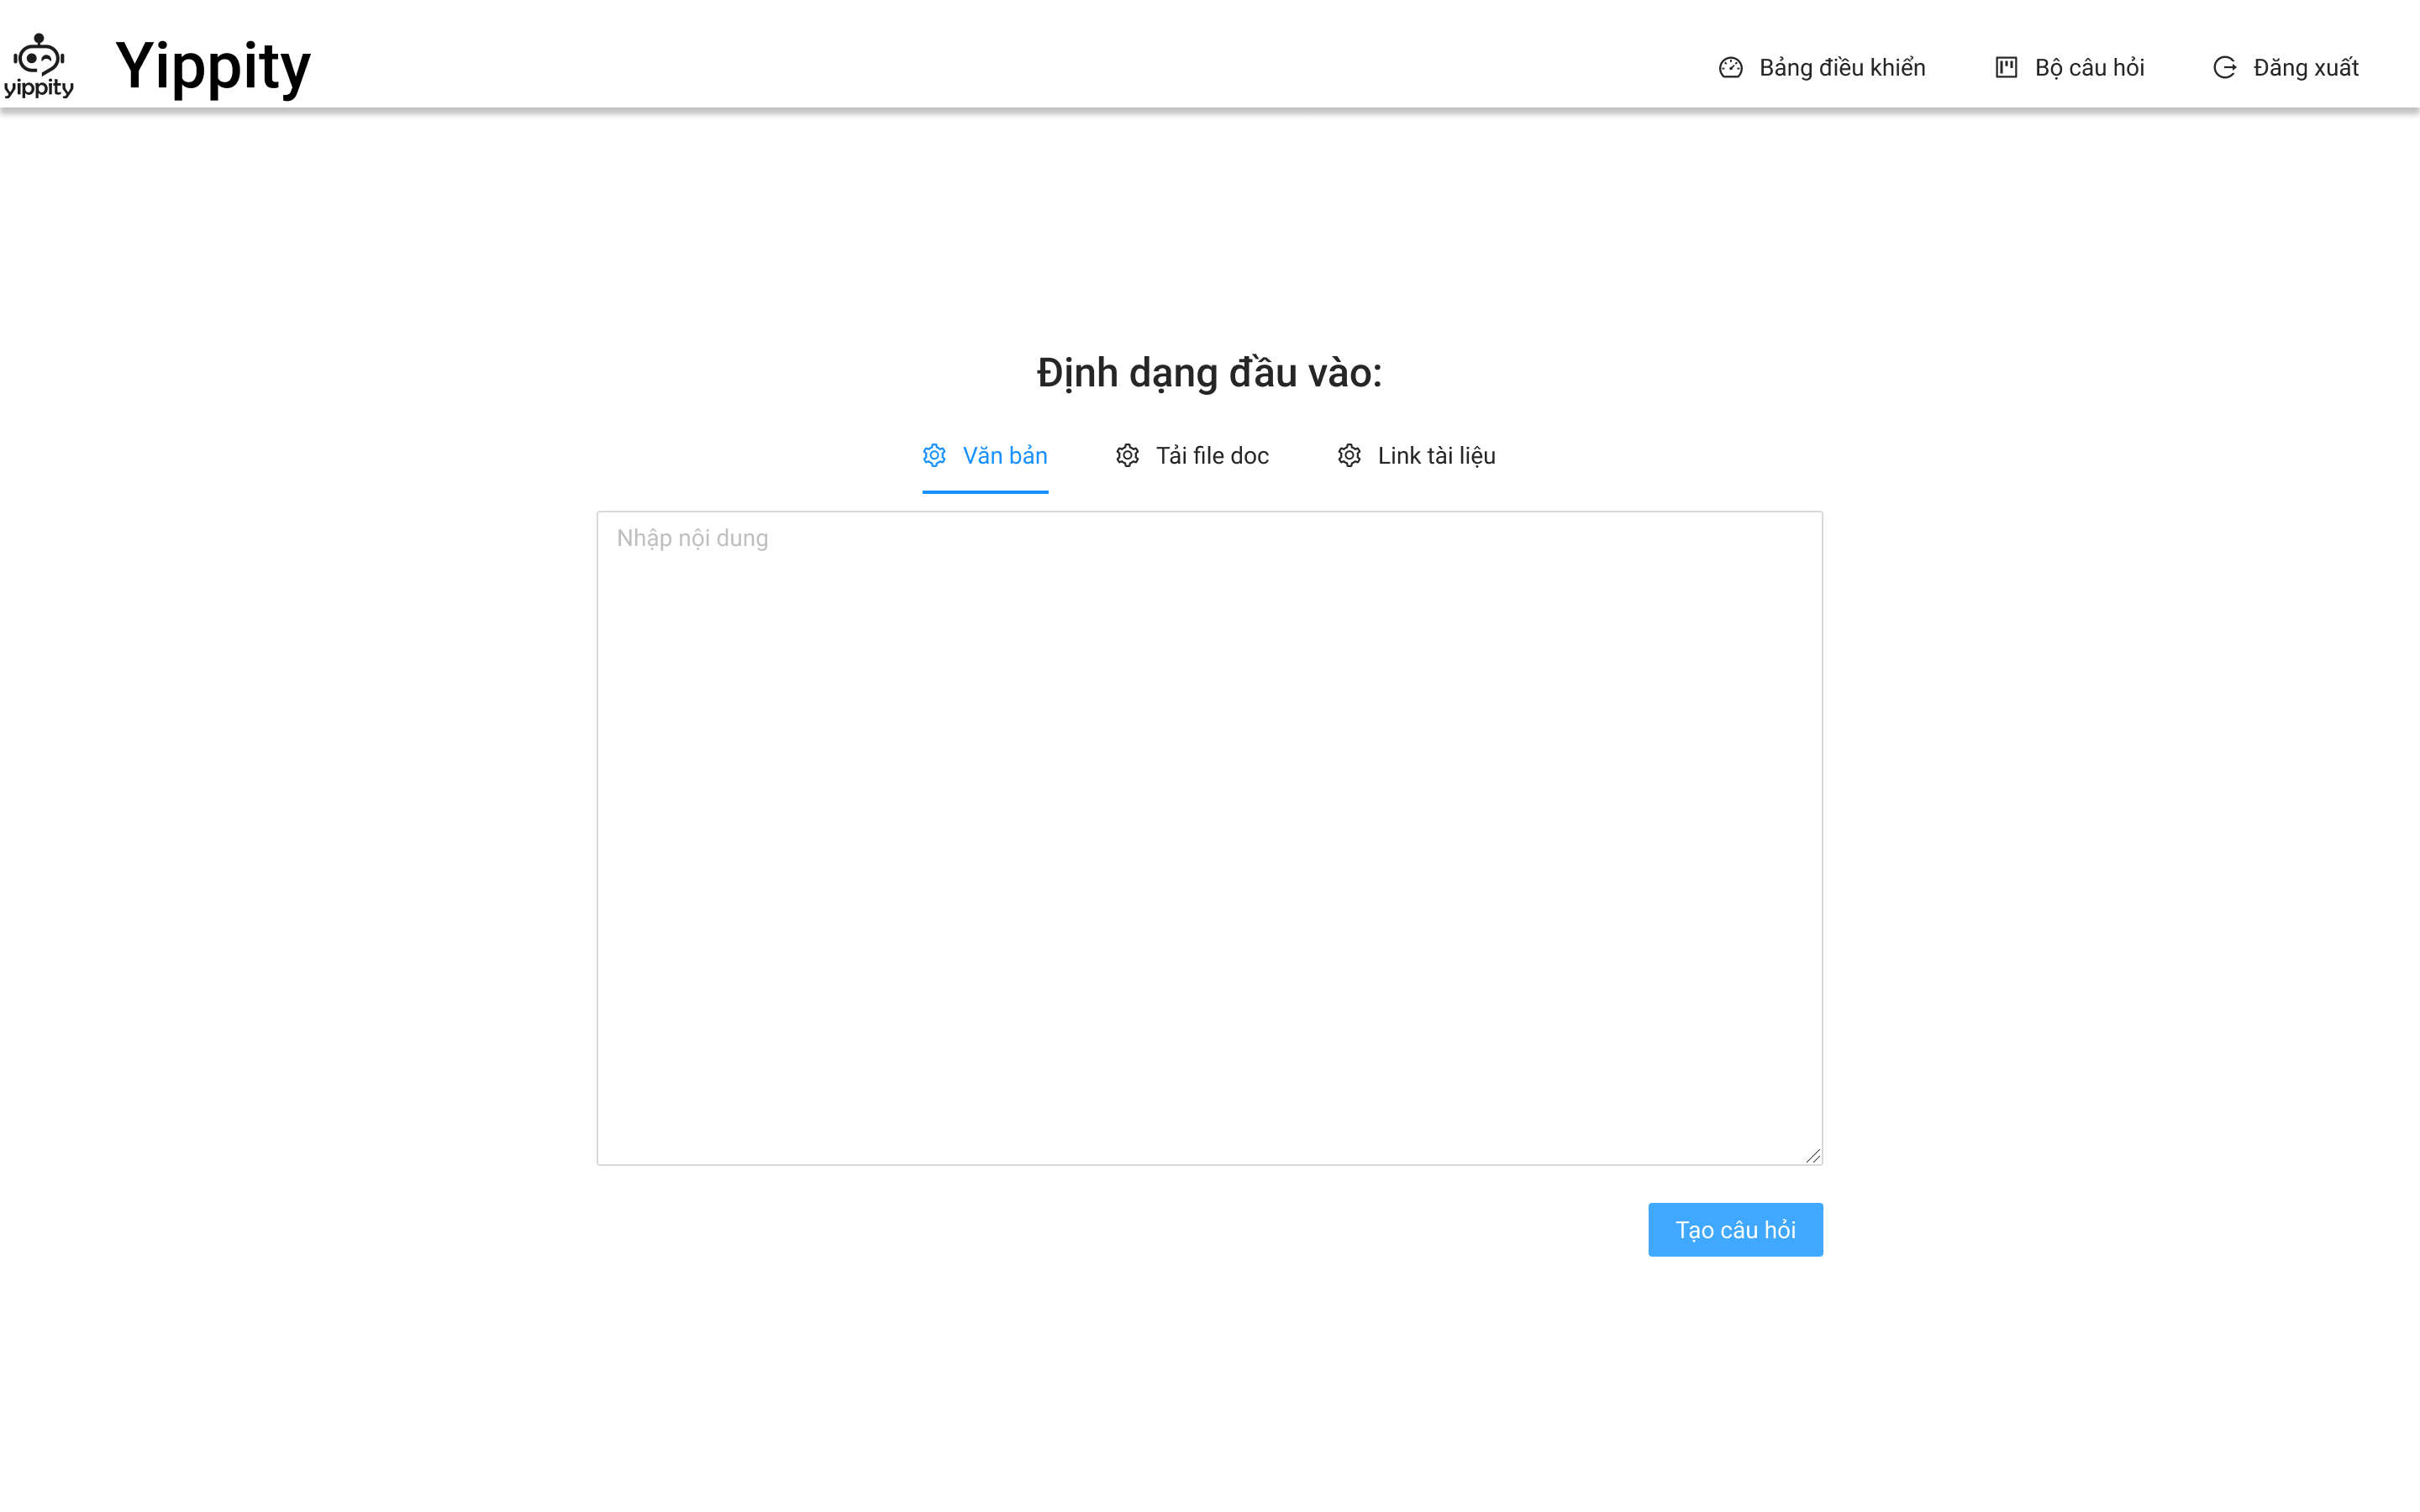 yippity
Yippity
Bảng điều khiển
Bộ câu hỏi
Đăng xuất
Định dạng đầu vào:
Văn bản
Tải file doc
Link tài liệu
Nhập nội dung
Tạo câu hỏi